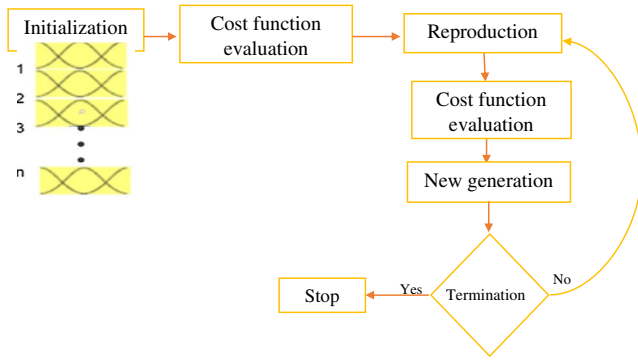 Initialization
Cost function
evaluation
Reproduction
1
2
3
n
Cost function
evaluation
New generation
Termination
Yes
No
Stop